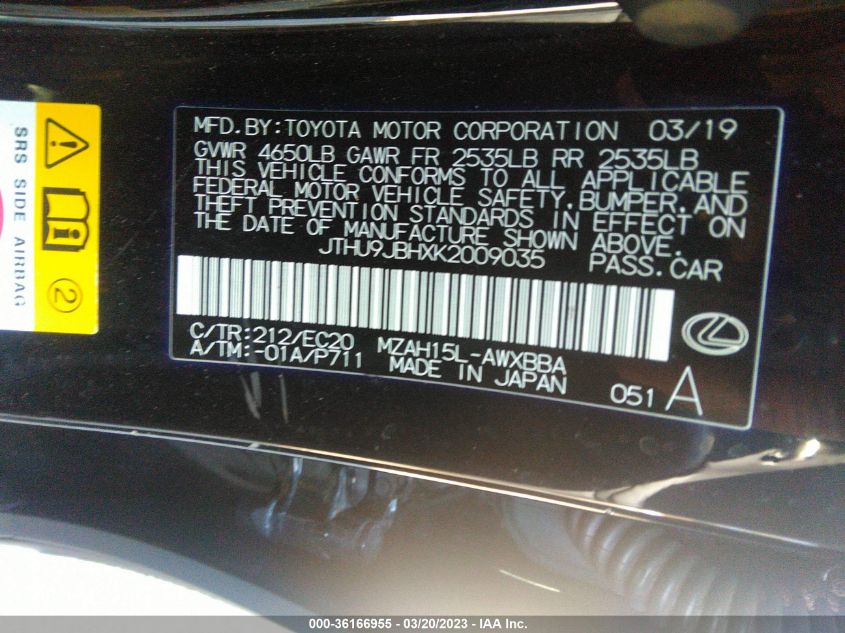 SRS SIDE AIRBAG
2
MFD.BY:TOYOTA MOTOR CORPORATION 03/19
GVWR 4650LB GAWR FR 2535LB RR 2535LB
THIS VEHICLE CONFORMS TO ALL APPLICABLE
FEDERAL MOTOR VEHICLE SAFETY,BUMPER,AND
THEFT PREVENTION STANDARDS IN EFFECT ON
THE DATE OF MANUFACTURE SHOWN ABOVE.
JTHU9JBHXK2009035 PASS.CAR
C/TR:212/EC20 MZAH15L-AWXBBA
A/TM:-01A/P711 MADE IN JAPAN
051 A
000-36166955 - 03/20/2023 - IAA Inc.